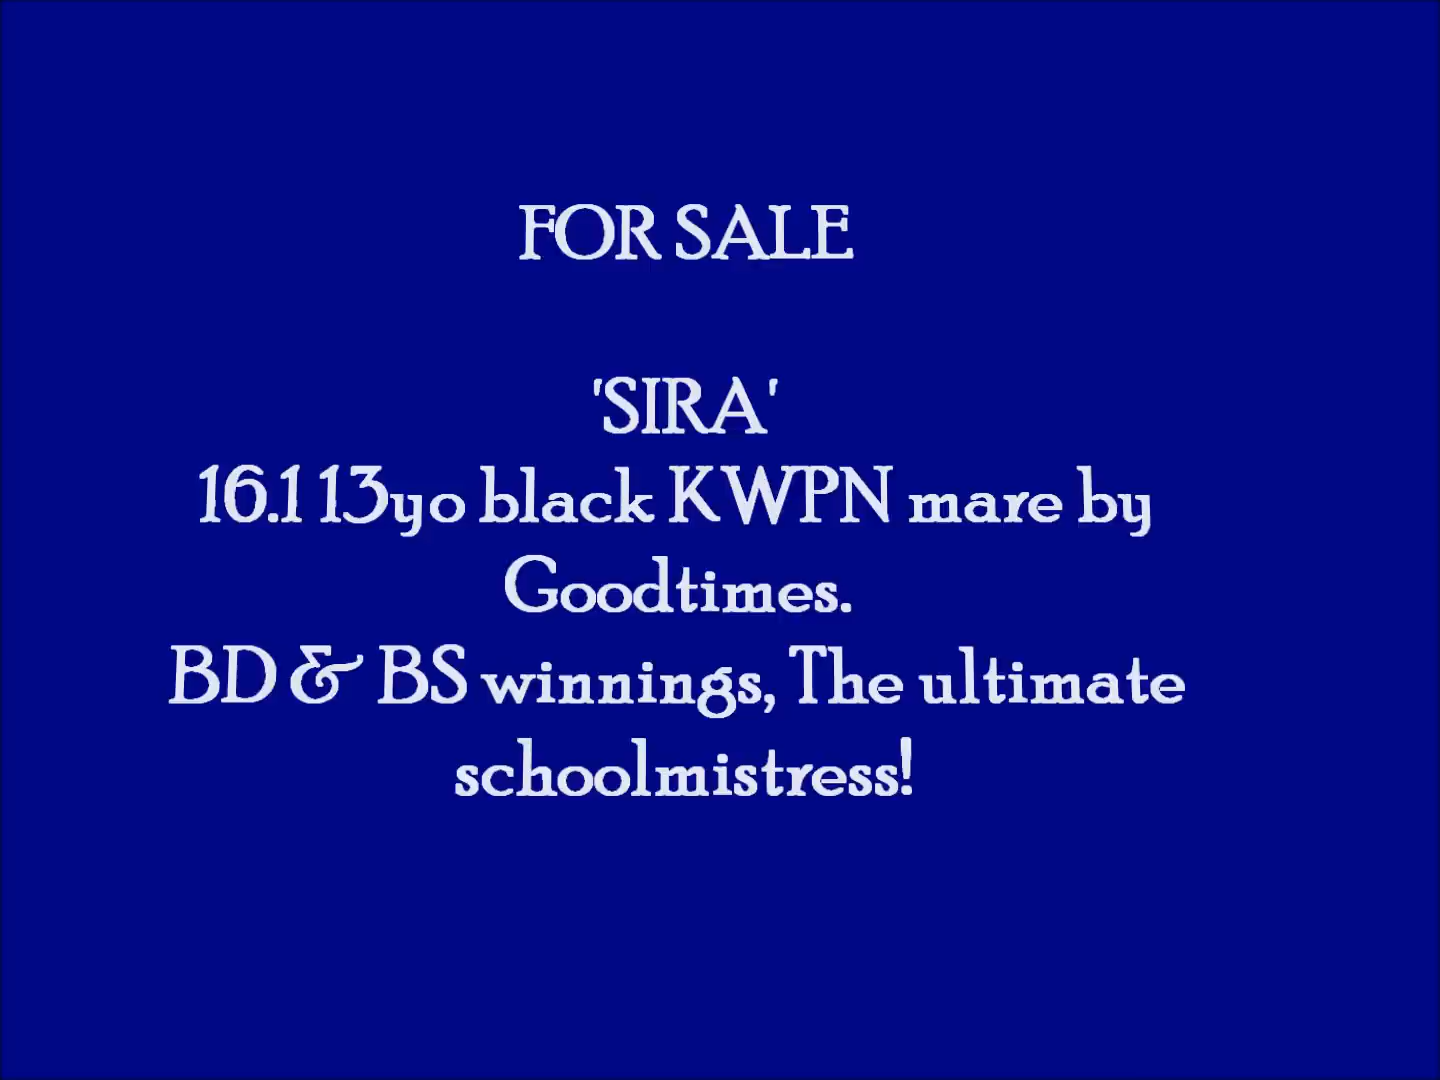 FOR SALE
'SIRA'
16.1 13yo black KWPN mare by
Goodtimes.
BD & BS winnings, The ultimate
schoolmistress!